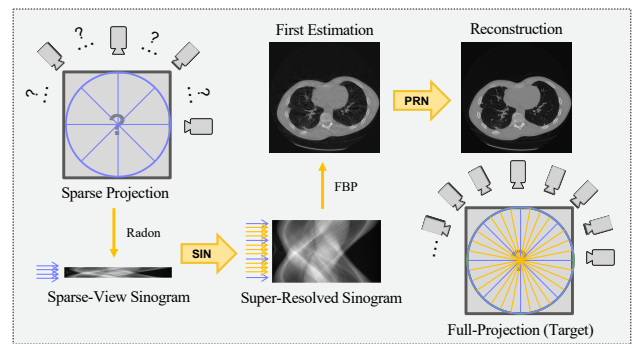 First Estimation
Reconstruction
?
?
?
?
?
Sparse Projection
PRN
FBP
Radon
SIN
Sparse-View Sinogram
Super-Resolved Sinogram
Full-Projection (Target)